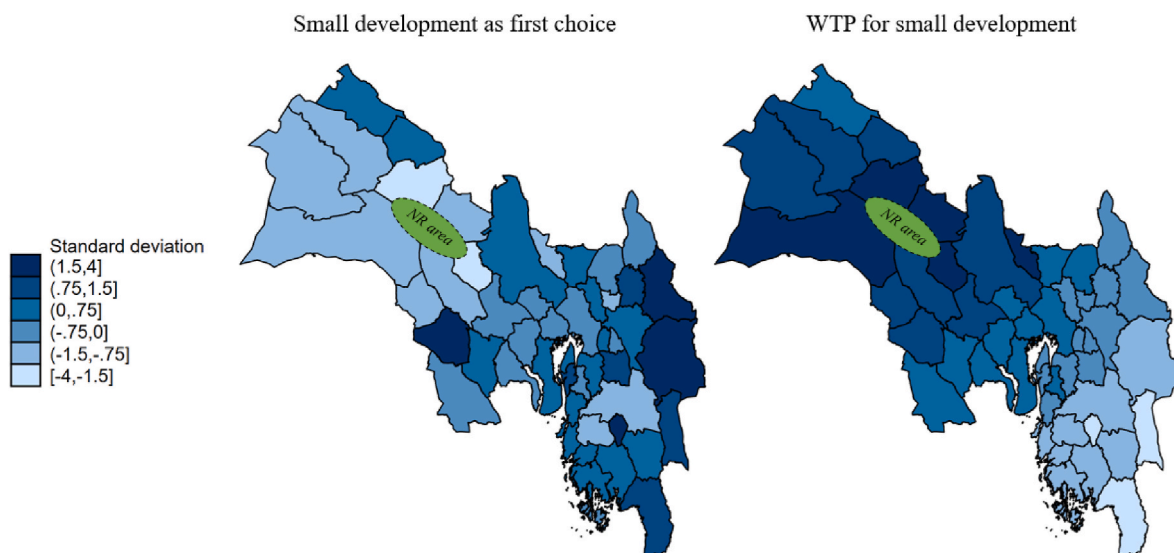 Small development as first choice
WTP for small development
NR area
NR area
Standard deviation
(1.5,4]
(.75,1.5]
(0,.75]
(-.75,0]
(-1.5,-.75]
[-4,-1.5]